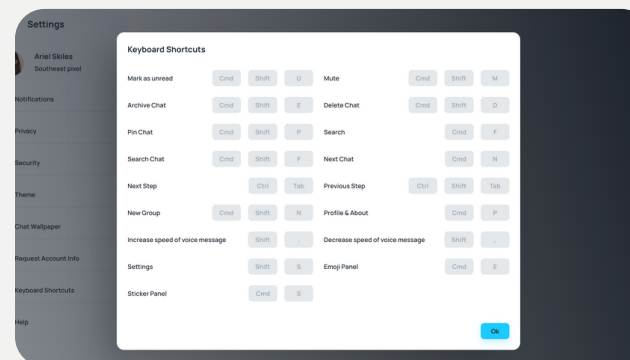 Settings
Ariel Skiles
Southeast pixel
Notifications
Privacy
Security
Theme
Chat Wallpaper
Request Account Info
Keyboard Shortcuts
Help
Keyboard Shortcuts
Mark as unread Cmd Shift U Mute Cmd Shift M
Archive Chat Cmd Shift E Delete Chat Cmd Shift D
Pin Chat Cmd Shift P Search Cmd F
Search Chat Cmd Shift F Next Chat Cmd N
Next Step Ctrl Tab Previous Step Ctrl Shift Tab
New Group Cmd Shift N Profile & About Cmd P
Increase speed of voice message Shift . Decrease speed of voice message Shift ,
Settings Shift S Emoji Panel Cmd E
Sticker Panel Cmd S
Ok